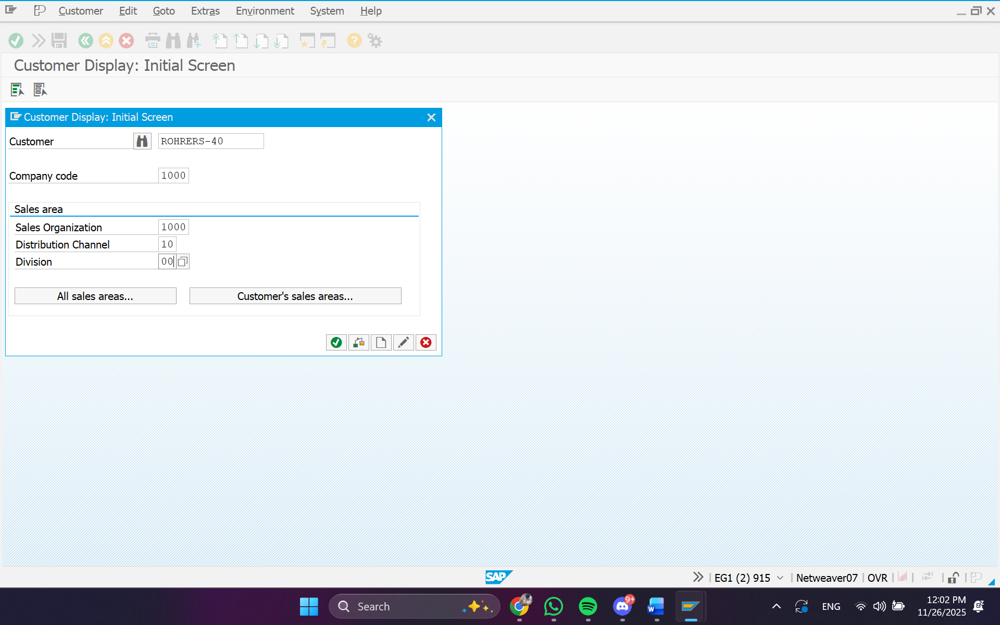 Customer Edit Goto Extras Environment System Help
Customer Display: Initial Screen
Customer Display: Initial Screen
Customer ROHRERS-40
Company code 1000
Sales area
Sales Organization 1000
Distribution Channel 10
Division 00
All sales areas... Customer's sales areas...
SAP EG1 (2) 915 Netweaver07 OVR
Search 9+ W ENG 12:02 PM
11/26/2025